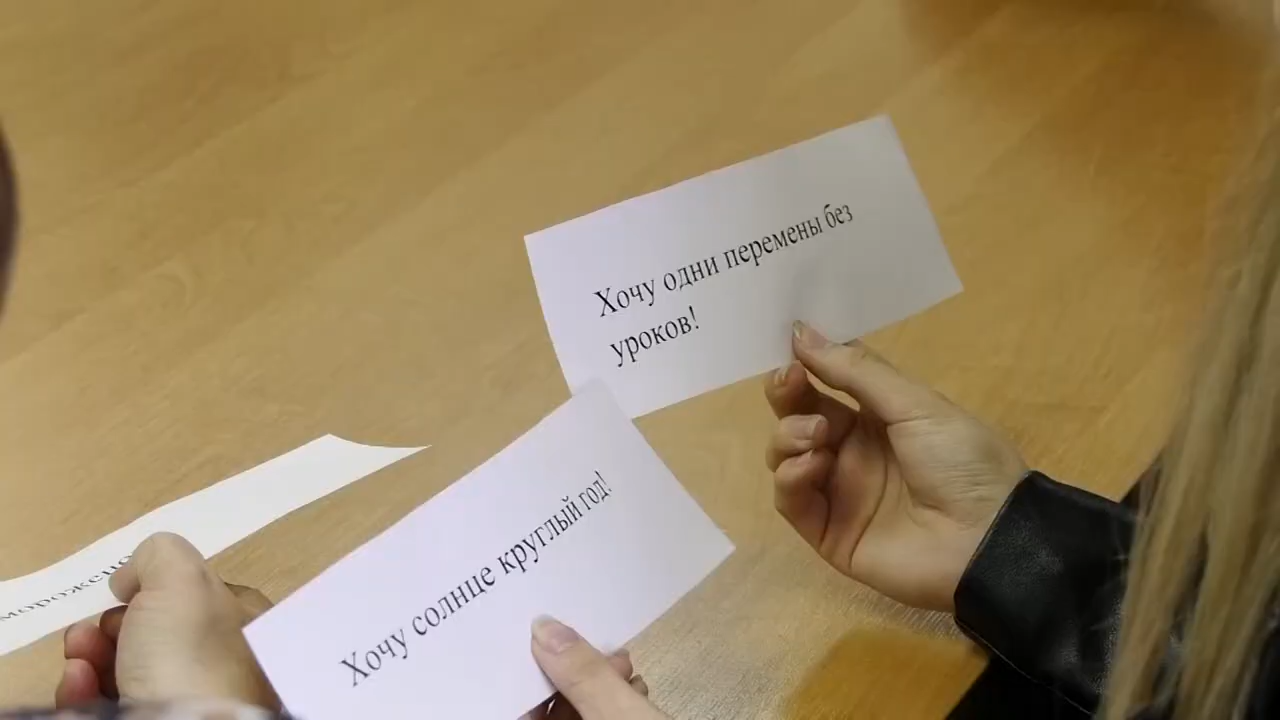 Хочу одни перемены без
уроков!
Хочу солнце круглый год!